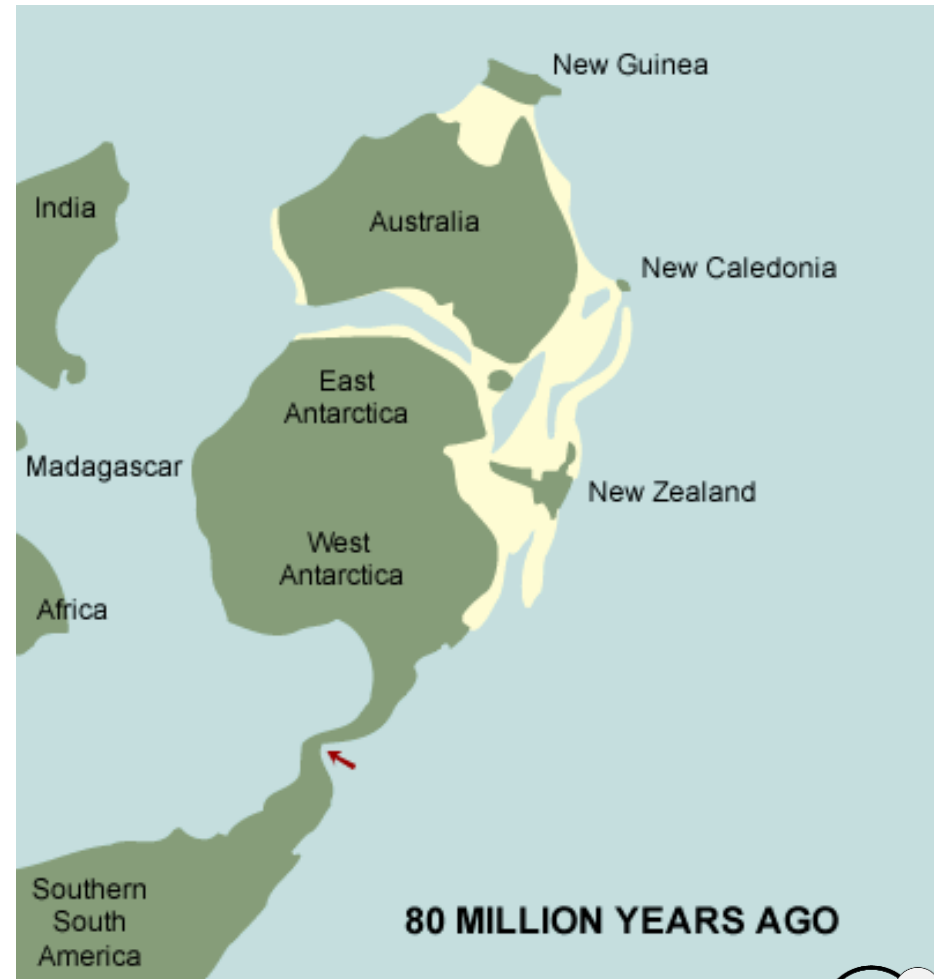 New Guinea
India
Australia
New Caledonia
East
Antarctica
Madagascar
New Zealand
West
Antarctica
Africa
Southern
South
America
80 MILLION YEARS AGO